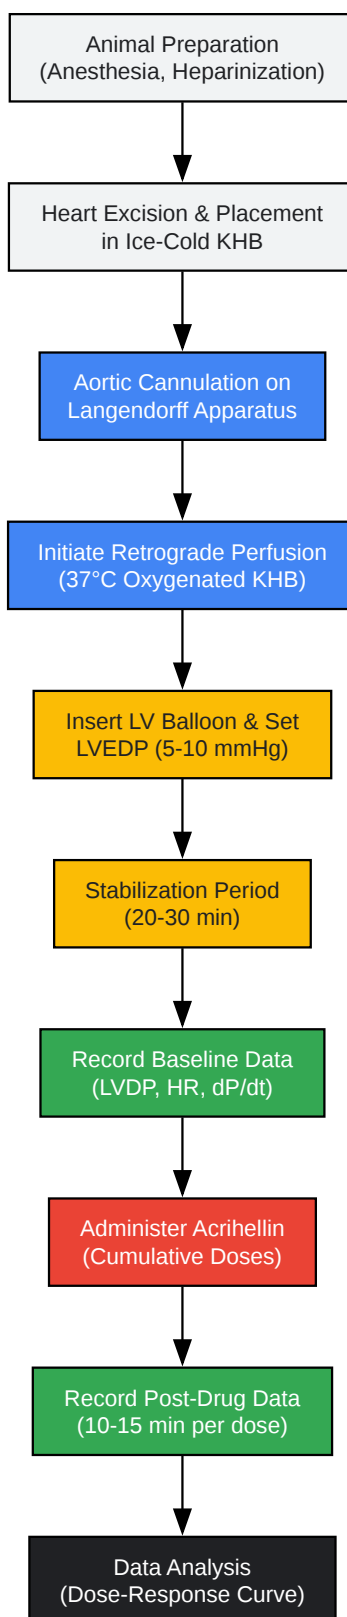 Animal Preparation
(Anesthesia, Heparinization)
Heart Excision & Placement
in Ice-Cold KHB
Aortic Cannulation on
Langendorff Apparatus
Initiate Retrograde Perfusion
(37°C Oxygenated KHB)
Insert LV Balloon & Set
LVEDP (5-10 mmHg)
Stabilization Period
(20-30 min)
Record Baseline Data
(LVDP, HR, dP/dt)
Administer Acrihellin
(Cumulative Doses)
Record Post-Drug Data
(10-15 min per dose)
Data Analysis
(Dose-Response Curve)